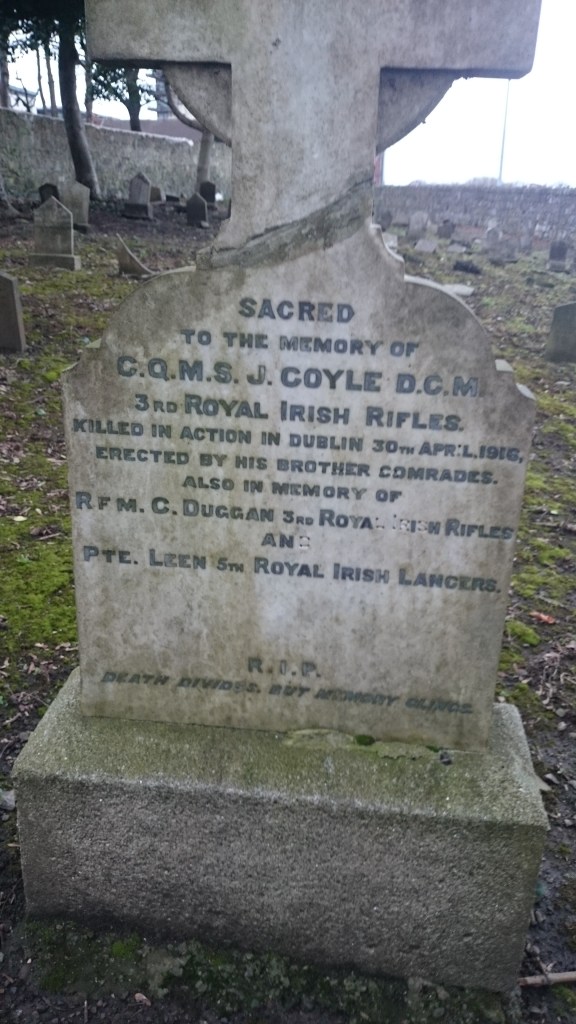 SACRED
TO THE MEMORY OF
C.Q.M.S. J. COYLE D.C.M.
3RD ROYAL IRISH RIFLES.
KILLED IN ACTION IN DUBLIN 30TH APRIL.1916,
ERECTED BY HIS BROTHER COMRADES.
ALSO IN MEMORY OF
RFM. C. DUGGAN 3RD ROYAL IRISH RIFLES
AND
PTE. LEEN 5TH ROYAL IRISH LANCERS.
R.I.P.
DEATH DIVIDES. BUT MEMORY CLINGS.